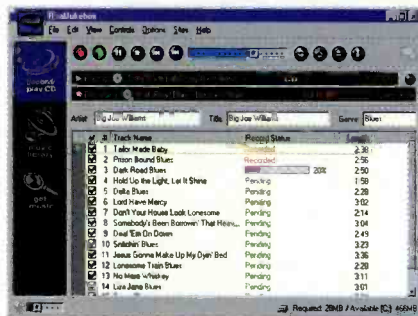 File Edit View Controls Options Sites Help
record play CD
Artist Big Joe Williams Title Big Joe Williams Genre Blues
# Track Name Record Status Length
1 Tailor Made Baby Recorded 2:38
2 Prison Bound Blues Recorded 2:56
3 Dark Road Blues 20% 2:50
4 Hold Up the Light, Let It Shine Pending 1:58
5 Delta Blues Pending 2:28
6 Lord Have Mercy Pending 3:02
7 Don't Your House Look Lonesome Pending 2:14
8 Somebody's Been Borrowin' That Heav... Pending 3:04
9 Deal 'Em On Down Pending 2:49
10 Snitchin' Blues Pending 3:23
11 Jesus Gonna Make Up My Dyin' Bed Pending 3:36
12 Lonesome Train Blues Pending 2:28
13 No More Whiskey Pending 3:11
14 Liza Jane Blues Pending 3:01
music library
get music
Required: 28MB / Available [C:] 466MB